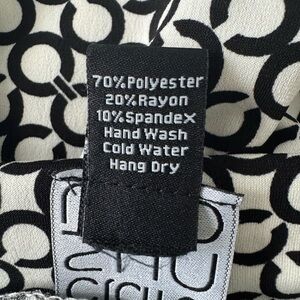 70%Polyester
20%Rayon
10%Spandex
Hand Wash
Cold Water
Hang Dry